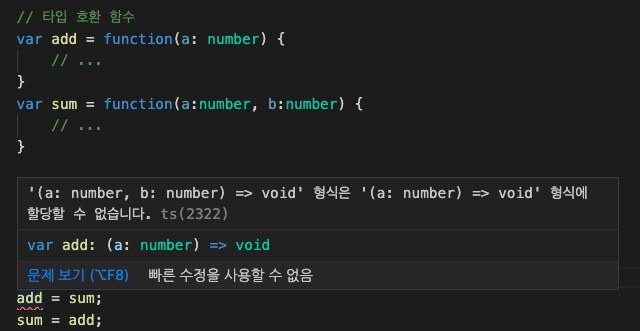 // 타입 호환 함수
var add = function(a: number) {
// ...
}
var sum = function(a:number, b:number) {
// ...
}
'(a: number, b: number) => void' 형식은 '(a: number) => void' 형식에
할당할 수 없습니다. ts(2322)
var add: (a: number) => void
문제 보기 (⌥F8) 빠른 수정을 사용할 수 없음
add = sum;
sum = add;